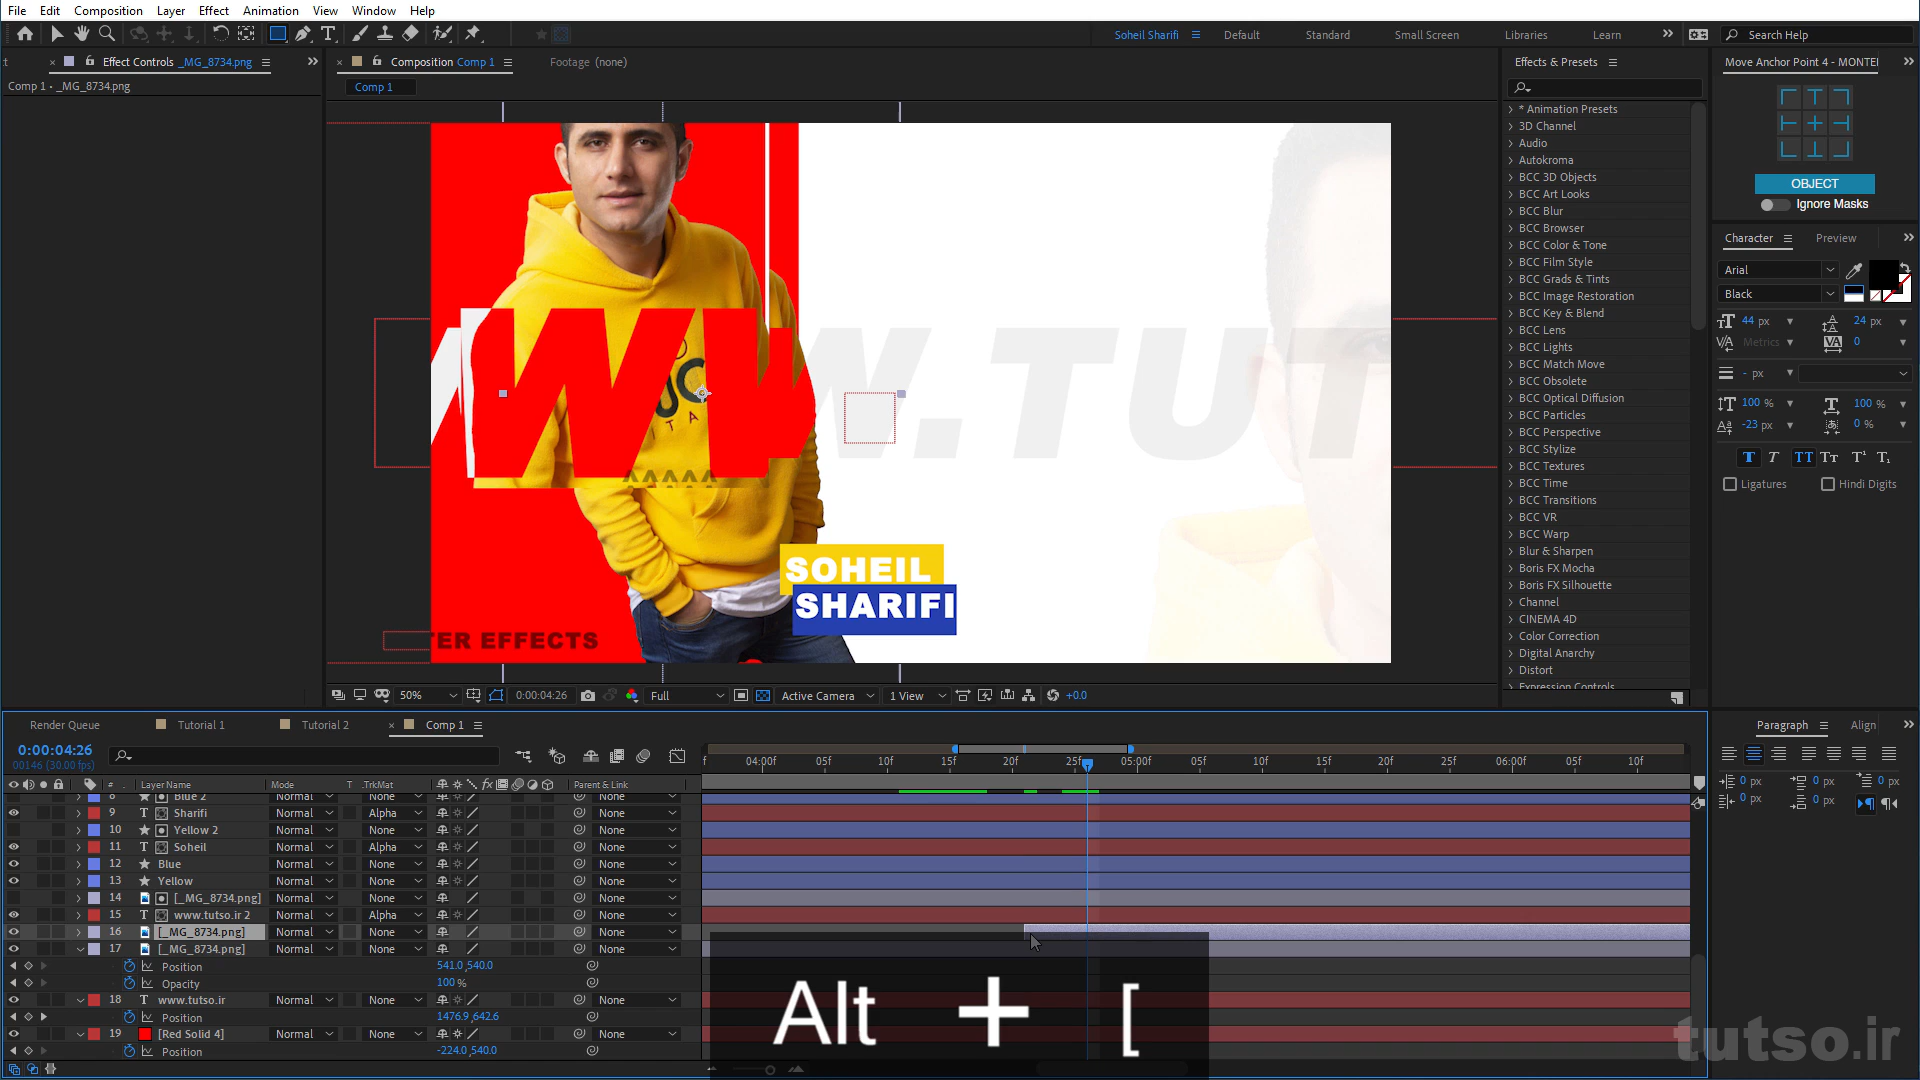 File Edit Composition Layer Effect Animation View Window Help
Soheil Sharifi Default Standard Small Screen Libraries Learn Search Help
Effect Controls _MG_8734.png
Comp 1 • _MG_8734.png
Composition Comp 1
Footage (none)
Comp 1
W.TUT
SOHEIL
SHARIFI
TER EFFECTS
50% 0:00:04:26 Full Active Camera 1 View +0.0
Effects & Presets
* Animation Presets
3D Channel
Audio
Autokroma
BCC 3D Objects
BCC Art Looks
BCC Blur
BCC Browser
BCC Color & Tone
BCC Film Style
BCC Grads & Tints
BCC Image Restoration
BCC Key & Blend
BCC Lens
BCC Lights
BCC Match Move
BCC Obsolete
BCC Optical Diffusion
BCC Particles
BCC Perspective
BCC Stylize
BCC Textures
BCC Time
BCC Transitions
BCC VR
BCC Warp
Blur & Sharpen
Boris FX Mocha
Boris FX Silhouette
Channel
CINEMA 4D
Color Correction
Digital Anarchy
Distort
Expression Controls
Move Anchor Point 4 - MONTE
OBJECT
Ignore Masks
Character Preview
Arial
Black
44 px 24 px
Metrics 0
- px
100 % 100 %
-23 px 0 %
T T TT Tt T¹ T₁
Ligatures Hindi Digits
Paragraph Align
0 px 0 px 0 px
0 px 0 px
Render Queue Tutorial 1 Tutorial 2 Comp 1
0:00:04:26
00146 (30.00 fps)
f 04:00f 05f 10f 15f 20f 25f 05:00f 05f 10f 15f 20f 25f 06:00f 05f 10f
# Layer Name Mode T .TrkMat Parent & Link
8 Blue 2 Normal None None
9 T Sharifi Normal Alpha None
10 Yellow 2 Normal None None
11 T Soheil Normal Alpha None
12 Blue Normal None None
13 Yellow Normal None None
14 [_MG_8734.png] Normal None None
15 T www.tutso.ir 2 Normal Alpha None
16 [_MG_8734.png] Normal None None
17 [_MG_8734.png] Normal None None
Position 541.0,540.0
Opacity 100 %
18 T www.tutso.ir Normal None None
Position 1476.9,642.6
19 [Red Solid 4] Normal None None
Position -224.0,540.0
Alt + [
tutso.ir